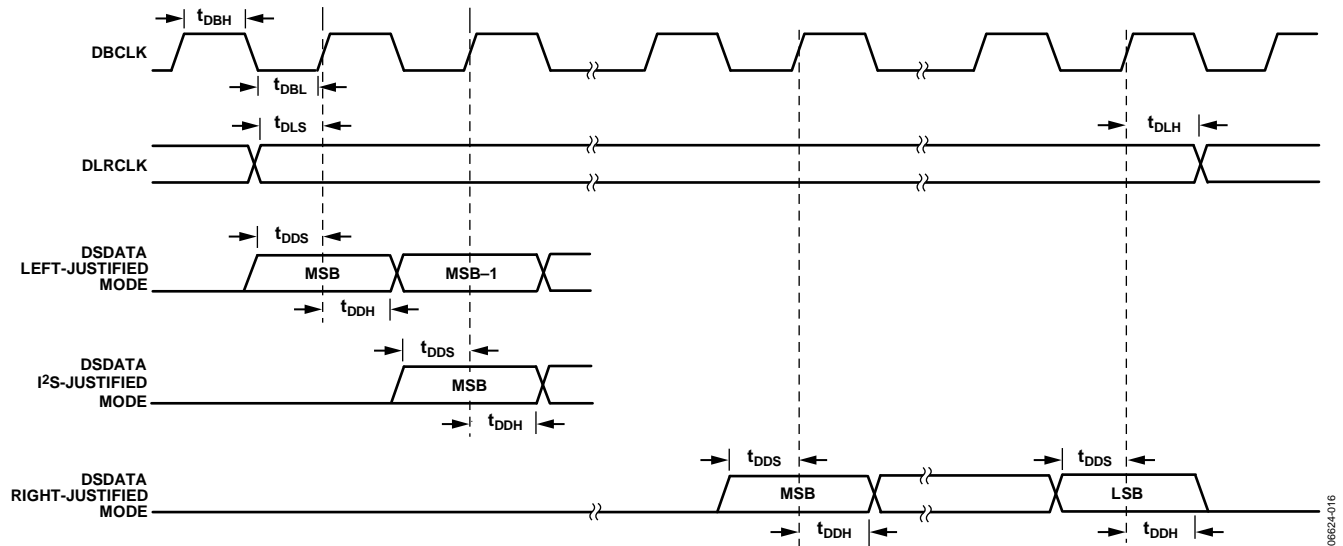 tDBH
DBCLK
tDBL
tDLS
tDLH
DLRCLK
tDDS
DSDATA
LEFT-JUSTIFIED
MODE
MSB
MSB–1
tDDH
tDDS
DSDATA
I²S-JUSTIFIED
MODE
MSB
tDDH
tDDS
tDDS
DSDATA
RIGHT-JUSTIFIED
MODE
MSB
LSB
tDDH
tDDH
06624-016